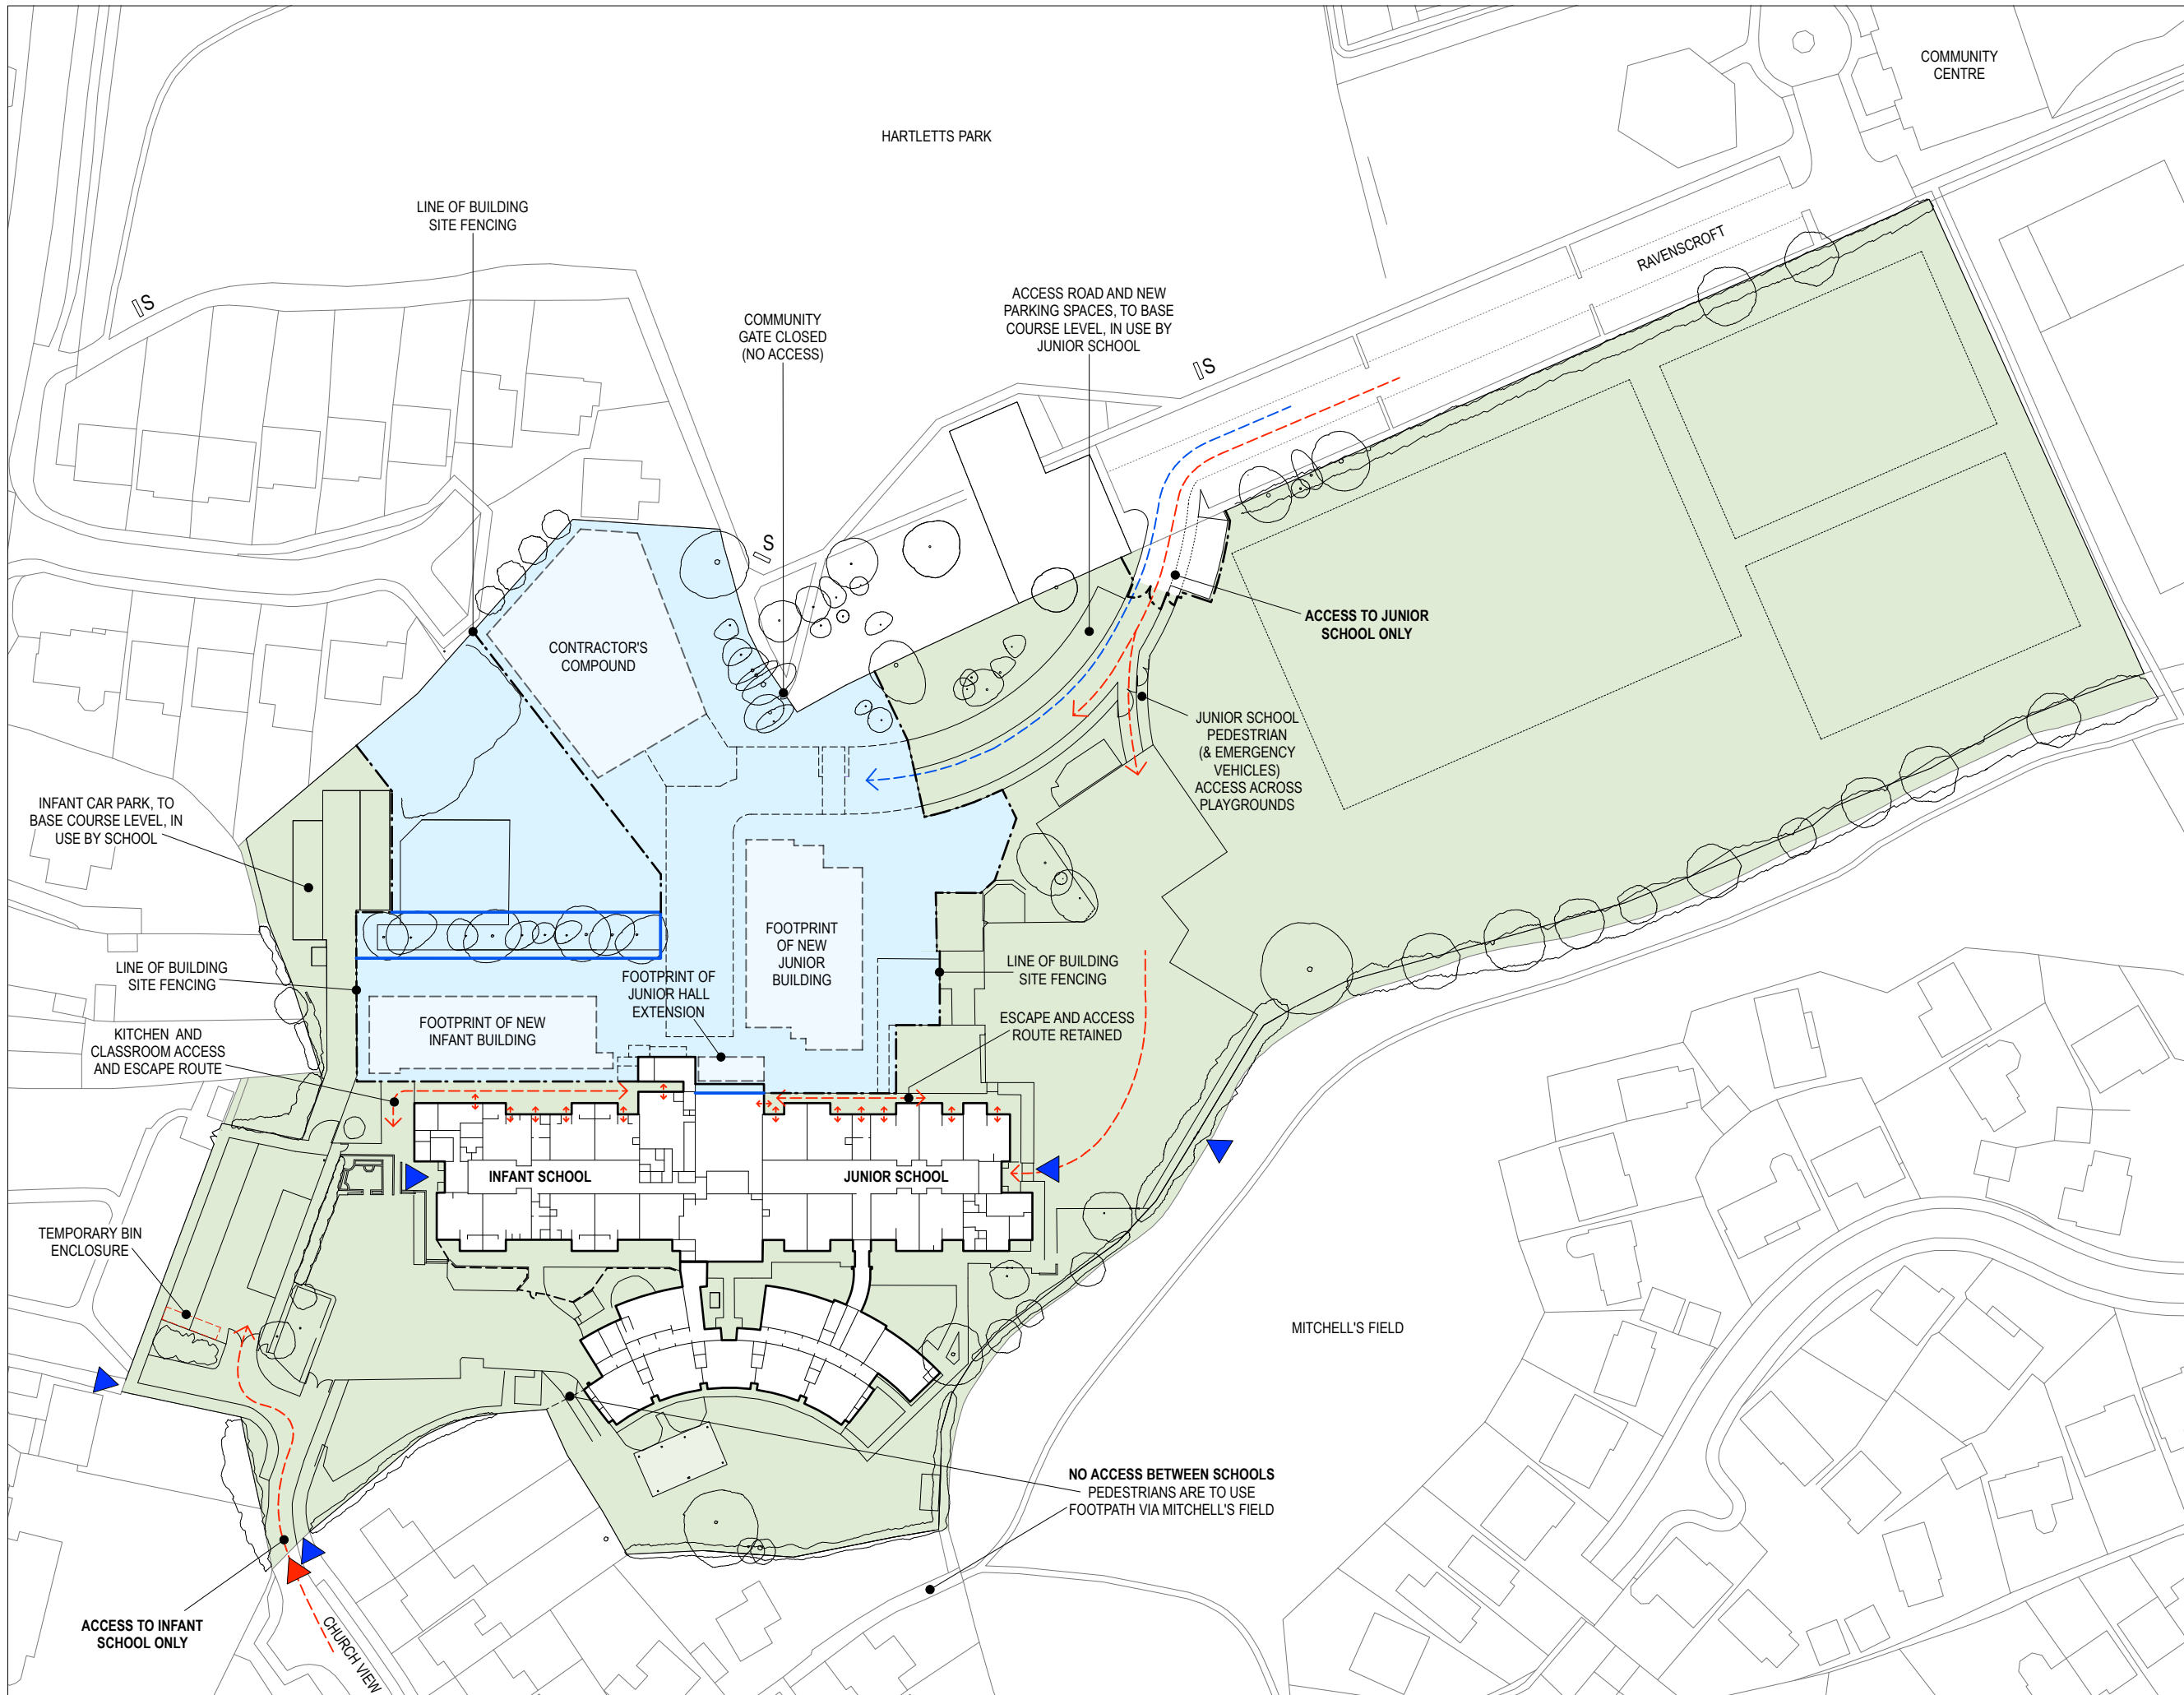 COMMUNITY
CENTRE
HARTLETTS PARK
LINE OF BUILDING
SITE FENCING
RAVENSCROFT
S
ACCESS ROAD AND NEW
PARKING SPACES, TO BASE
COURSE LEVEL, IN USE BY
JUNIOR SCHOOL
COMMUNITY
GATE CLOSED
(NO ACCESS)
S
S
ACCESS TO JUNIOR
SCHOOL ONLY
CONTRACTOR'S
COMPOUND
JUNIOR SCHOOL
PEDESTRIAN
(& EMERGENCY
VEHICLES)
ACCESS ACROSS
PLAYGROUNDS
INFANT CAR PARK, TO
BASE COURSE LEVEL, IN
USE BY SCHOOL
FOOTPRINT
OF NEW
JUNIOR
BUILDING
LINE OF BUILDING
SITE FENCING
LINE OF BUILDING
SITE FENCING
FOOTPRINT OF
JUNIOR HALL
EXTENSION
ESCAPE AND ACCESS
ROUTE RETAINED
FOOTPRINT OF NEW
INFANT BUILDING
KITCHEN AND
CLASSROOM ACCESS
AND ESCAPE ROUTE
INFANT SCHOOL
JUNIOR SCHOOL
TEMPORARY BIN
ENCLOSURE
MITCHELL'S FIELD
NO ACCESS BETWEEN SCHOOLS
PEDESTRIANS ARE TO USE
FOOTPATH VIA MITCHELL'S FIELD
ACCESS TO INFANT
SCHOOL ONLY
CHURCH VIEW